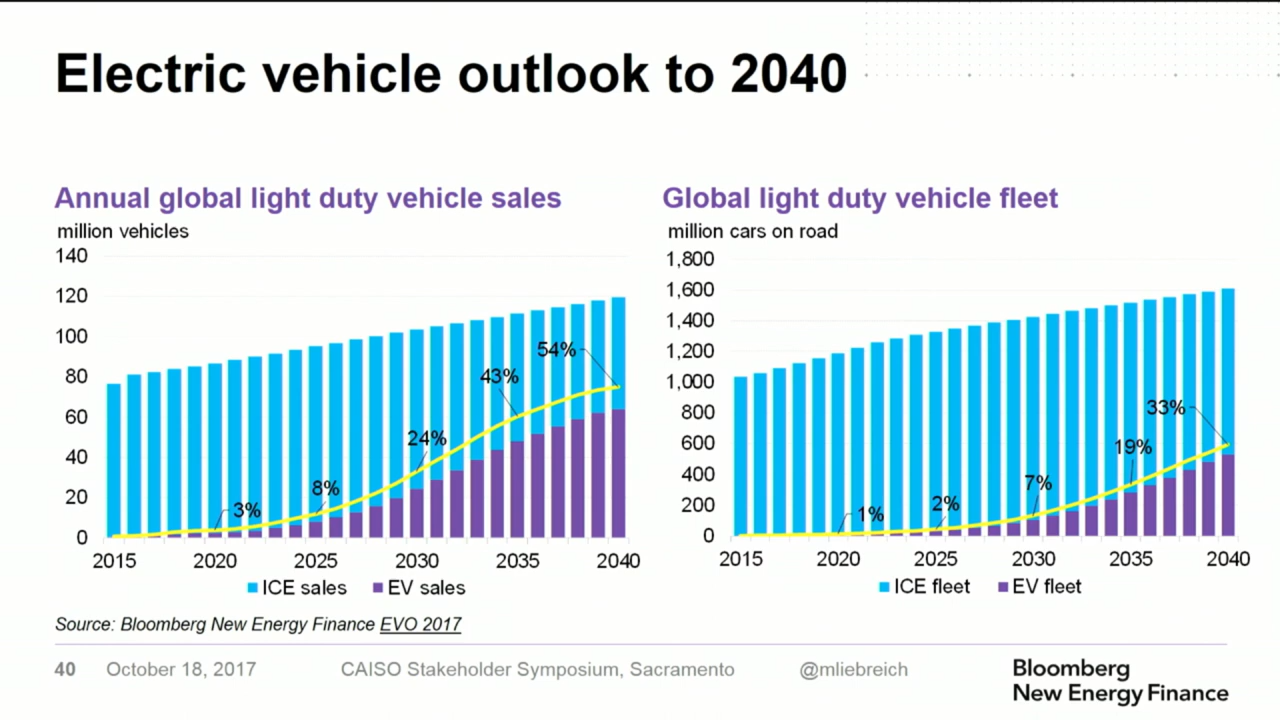 Electric vehicle outlook to 2040
Annual global light duty vehicle sales
million vehicles
140
120
100
80
60
40
20
0
3%
8%
24%
43%
54%
2015 2020 2025 2030 2035 2040
ICE sales EV sales
Global light duty vehicle fleet
million cars on road
1,800
1,600
1,400
1,200
1,000
800
600
400
200
0
1%
2%
7%
19%
33%
2015 2020 2025 2030 2035 2040
ICE fleet EV fleet
Source: Bloomberg New Energy Finance EVO 2017
40 October 18, 2017 CAISO Stakeholder Symposium, Sacramento @mliebreich
Bloomberg
New Energy Finance